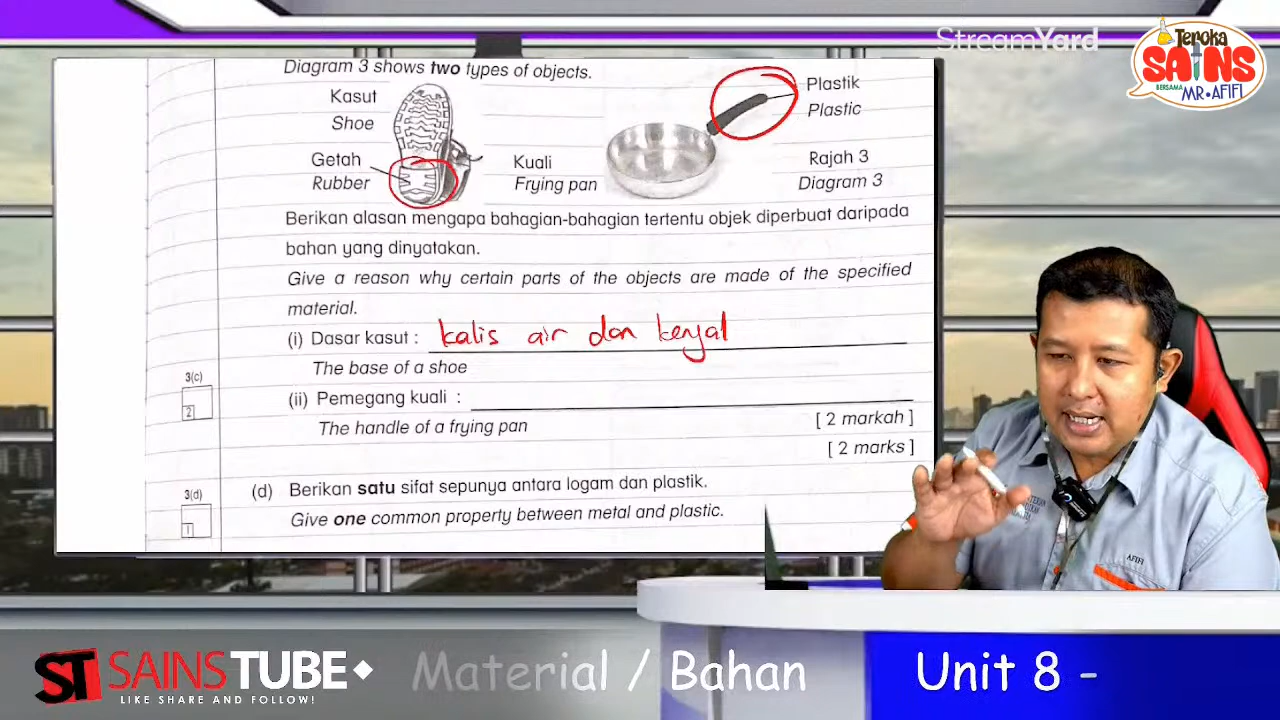 StreamYard
Teroka
SAiNS
BERSAMA
MR•AFIFI
Diagram 3 shows two types of objects.
Kasut
Shoe
Getah
Rubber
Kuali
Frying pan
Plastik
Plastic
Rajah 3
Diagram 3
Berikan alasan mengapa bahagian-bahagian tertentu objek diperbuat daripada
bahan yang dinyatakan.
Give a reason why certain parts of the objects are made of the specified
material.
(i) Dasar kasut : kalis air dan kenyal
The base of a shoe
3(c)
2
(ii) Pemegang kuali :
The handle of a frying pan
[ 2 markah ]
[ 2 marks ]
3(d)
1
(d) Berikan satu sifat sepunya antara logam dan plastik.
Give one common property between metal and plastic.
AFIFI
ST SAINSTUBE
LIKE SHARE AND FOLLOW!
Material / Bahan
Unit 8 -